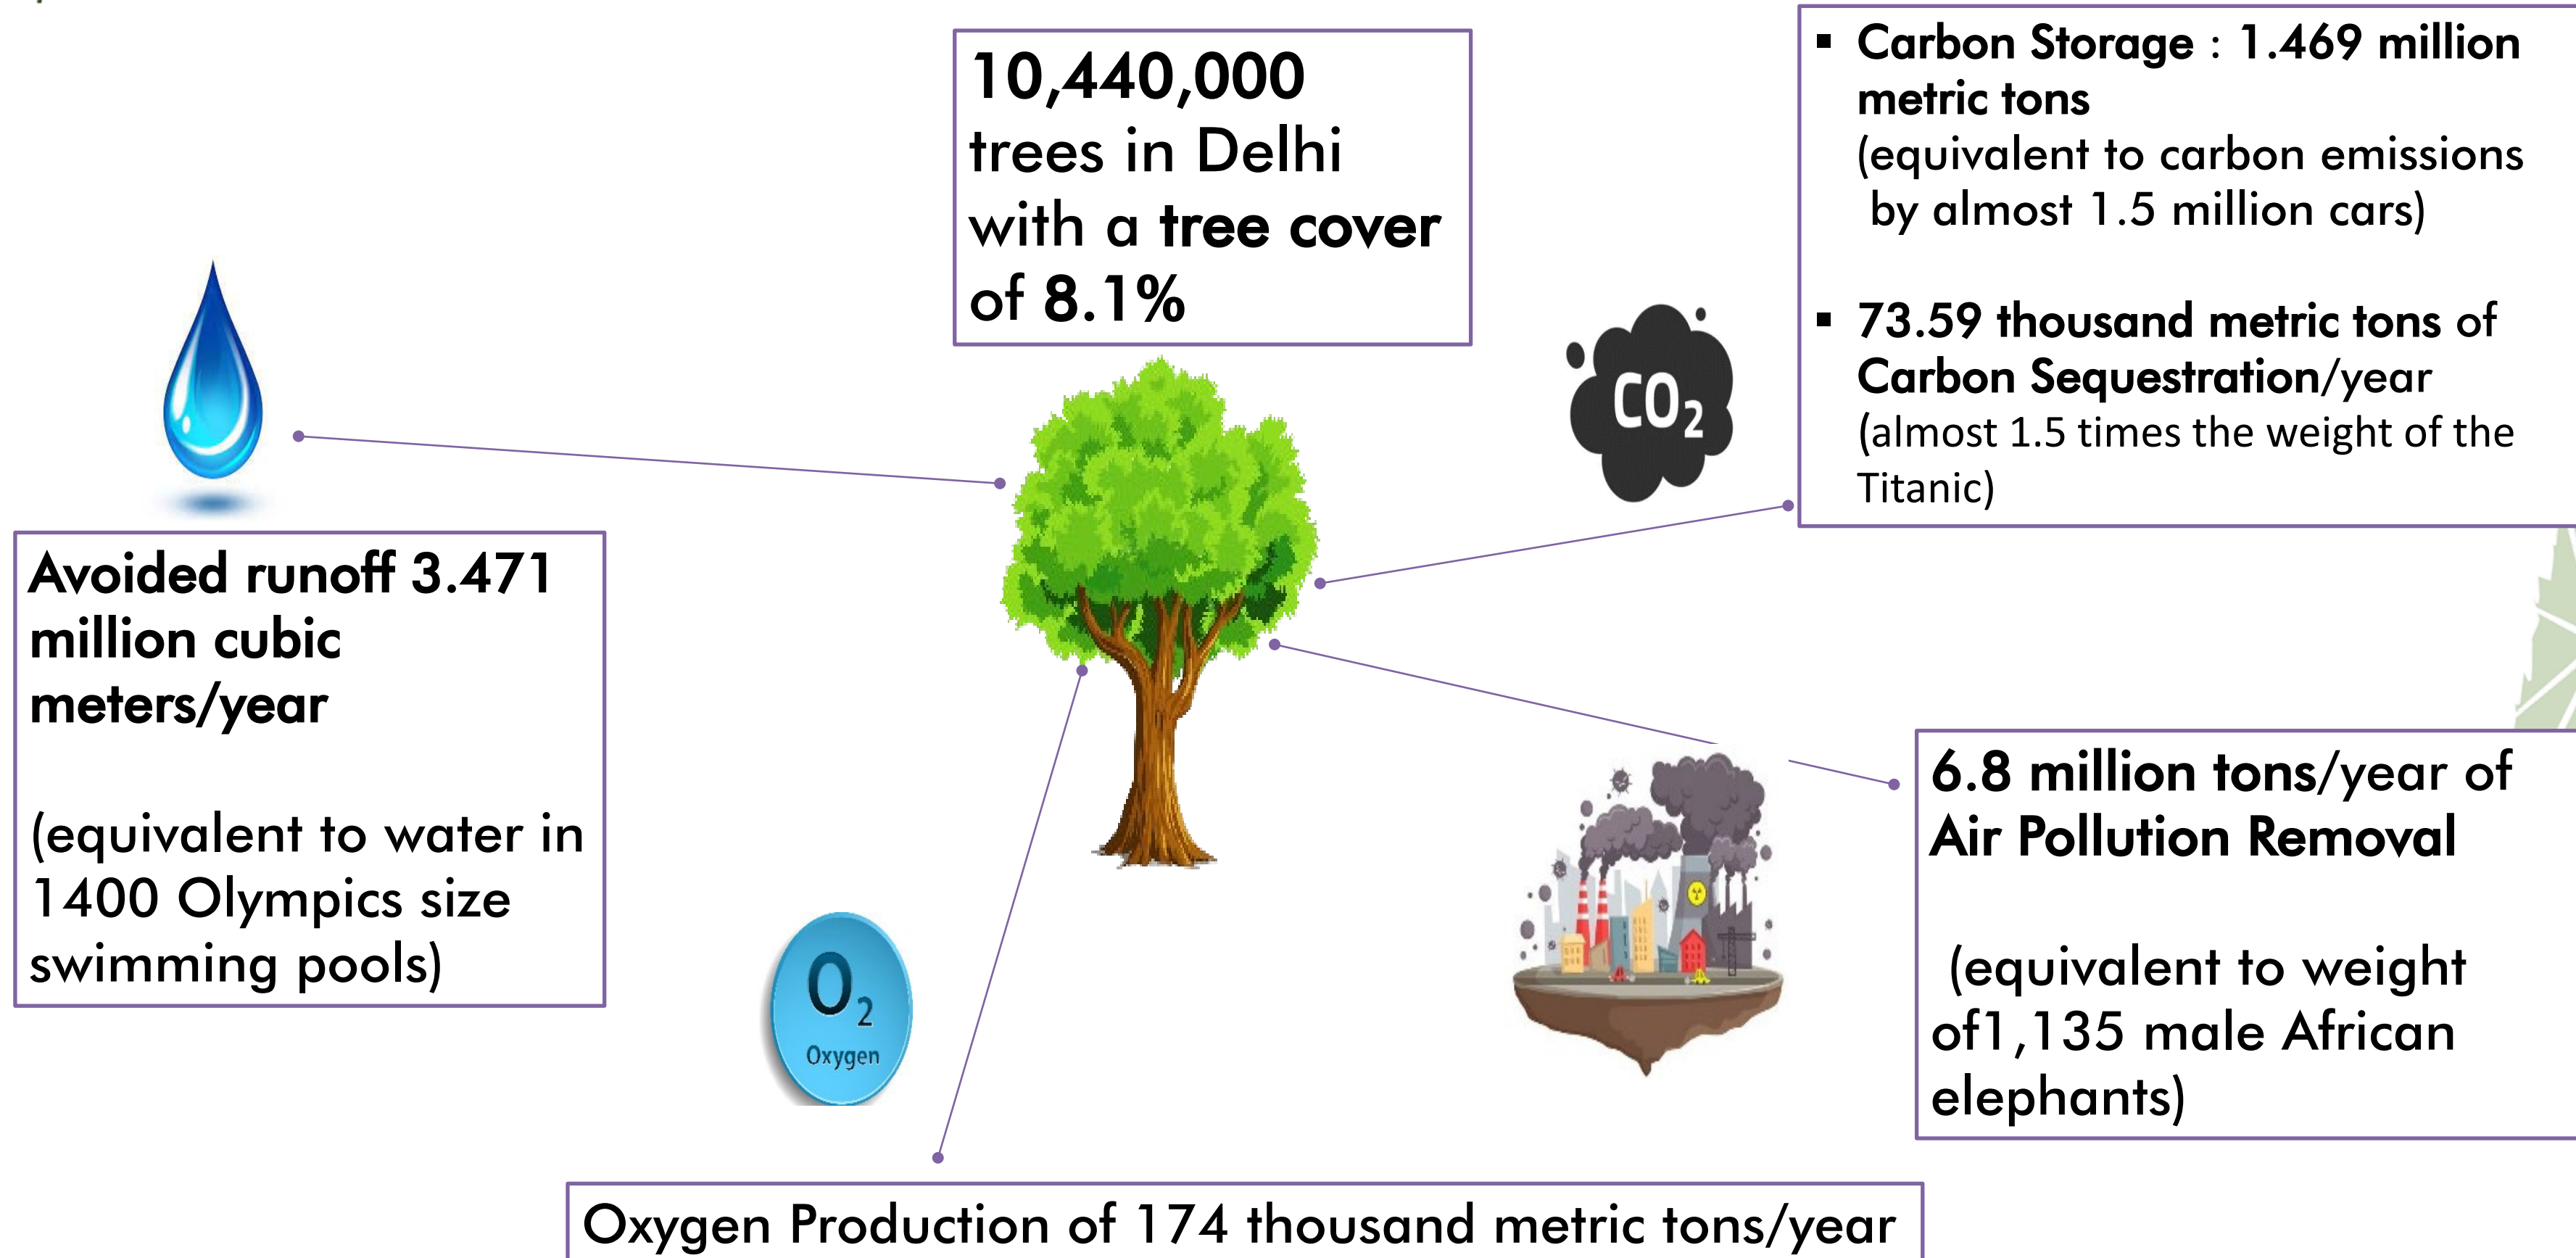 10,440,000
trees in Delhi
with a tree cover
of 8.1%
▪ Carbon Storage : 1.469 million
metric tons
(equivalent to carbon emissions
by almost 1.5 million cars)
▪ 73.59 thousand metric tons of
Carbon Sequestration/year
(almost 1.5 times the weight of the
Titanic)
CO₂
Avoided runoff 3.471
million cubic
meters/year
(equivalent to water in
1400 Olympics size
swimming pools)
6.8 million tons/year of
Air Pollution Removal
(equivalent to weight
of1,135 male African
elephants)
O₂
Oxygen
Oxygen Production of 174 thousand metric tons/year